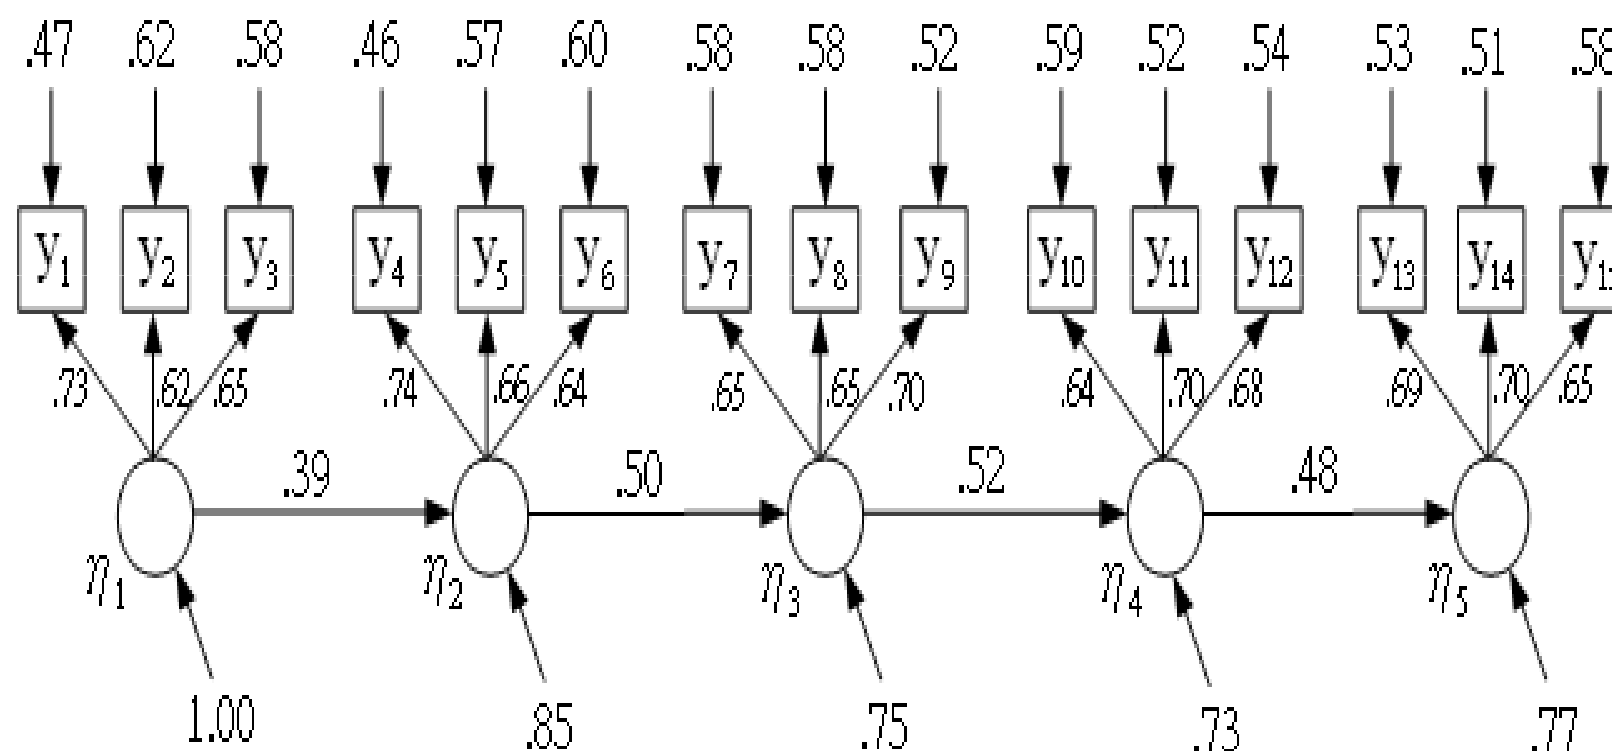 .47 .62 .58 .46 .57 .60 .58 .58 .52 .59 .52 .54 .53 .51 .58
y1 y2 y3 y4 y5 y6 y7 y8 y9 y10 y11 y12 y13 y14
.73 .62 .65 .74 .66 .64 .65 .65 .70 .64 .70 .68 .69 .70 .65
.39 .50 .52 .48
η1 η2 η3 η4 η5
1.00 .85 .75 .73 .77